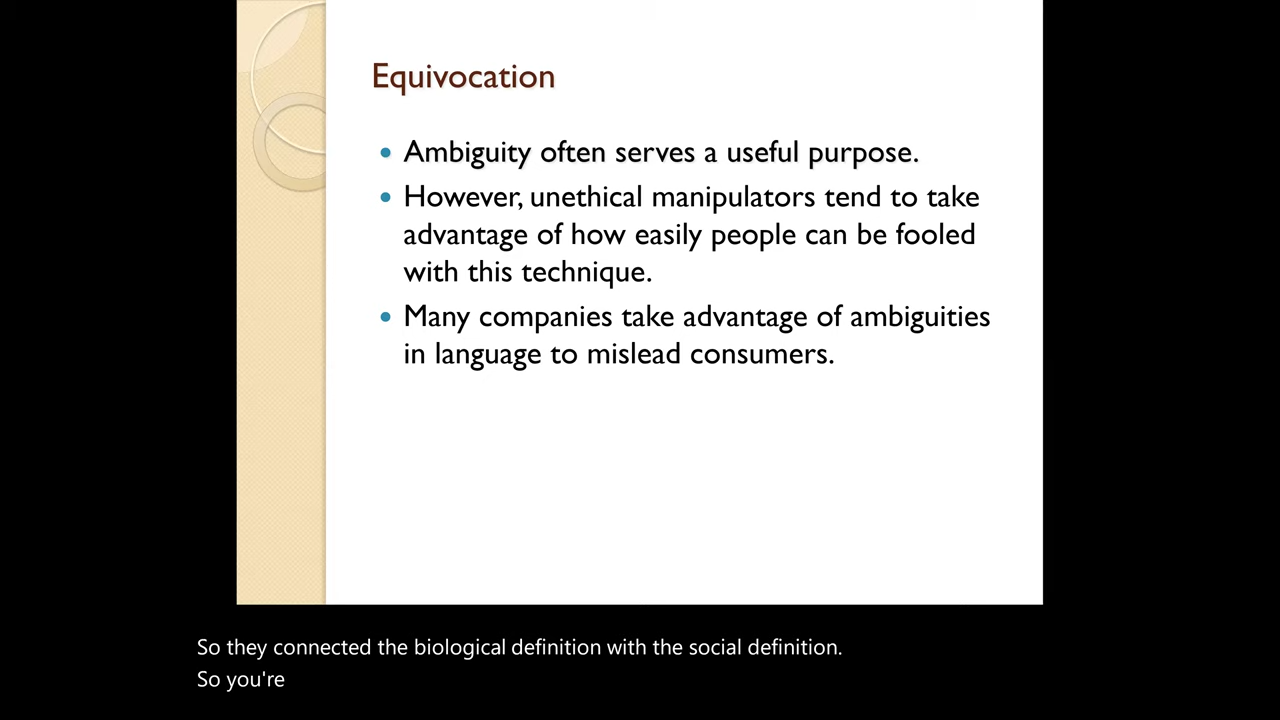 Equivocation
Ambiguity often serves a useful purpose.
However, unethical manipulators tend to take
advantage of how easily people can be fooled
with this technique.
Many companies take advantage of ambiguities
in language to mislead consumers.
So they connected the biological definition with the social definition.
So you're